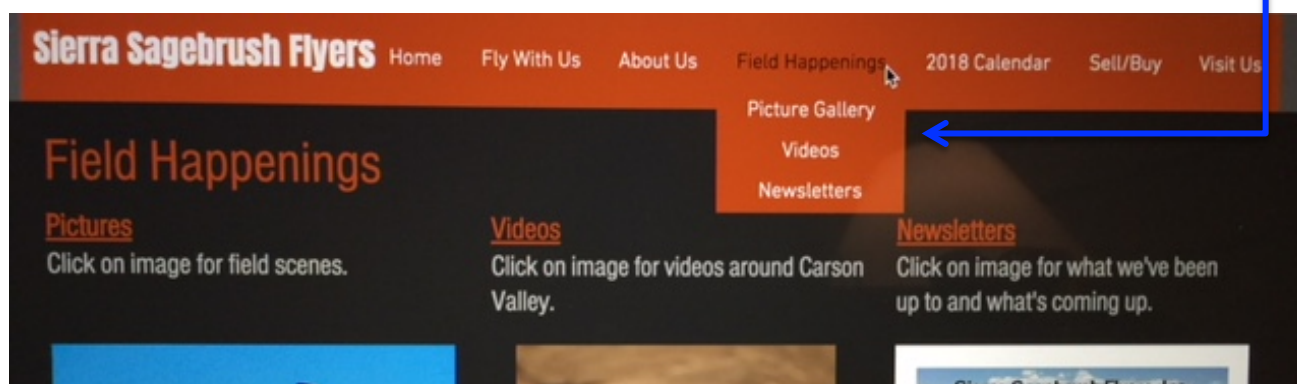 Sierra Sagebrush Flyers Home Fly With Us About Us Field Happenings 2018 Calendar Sell/Buy Visit Us
Picture Gallery
Videos
Newsletters
Field Happenings
Pictures
Click on image for field scenes.
Videos
Click on image for videos around Carson
Valley.
Newsletters
Click on image for what we've been
up to and what's coming up.